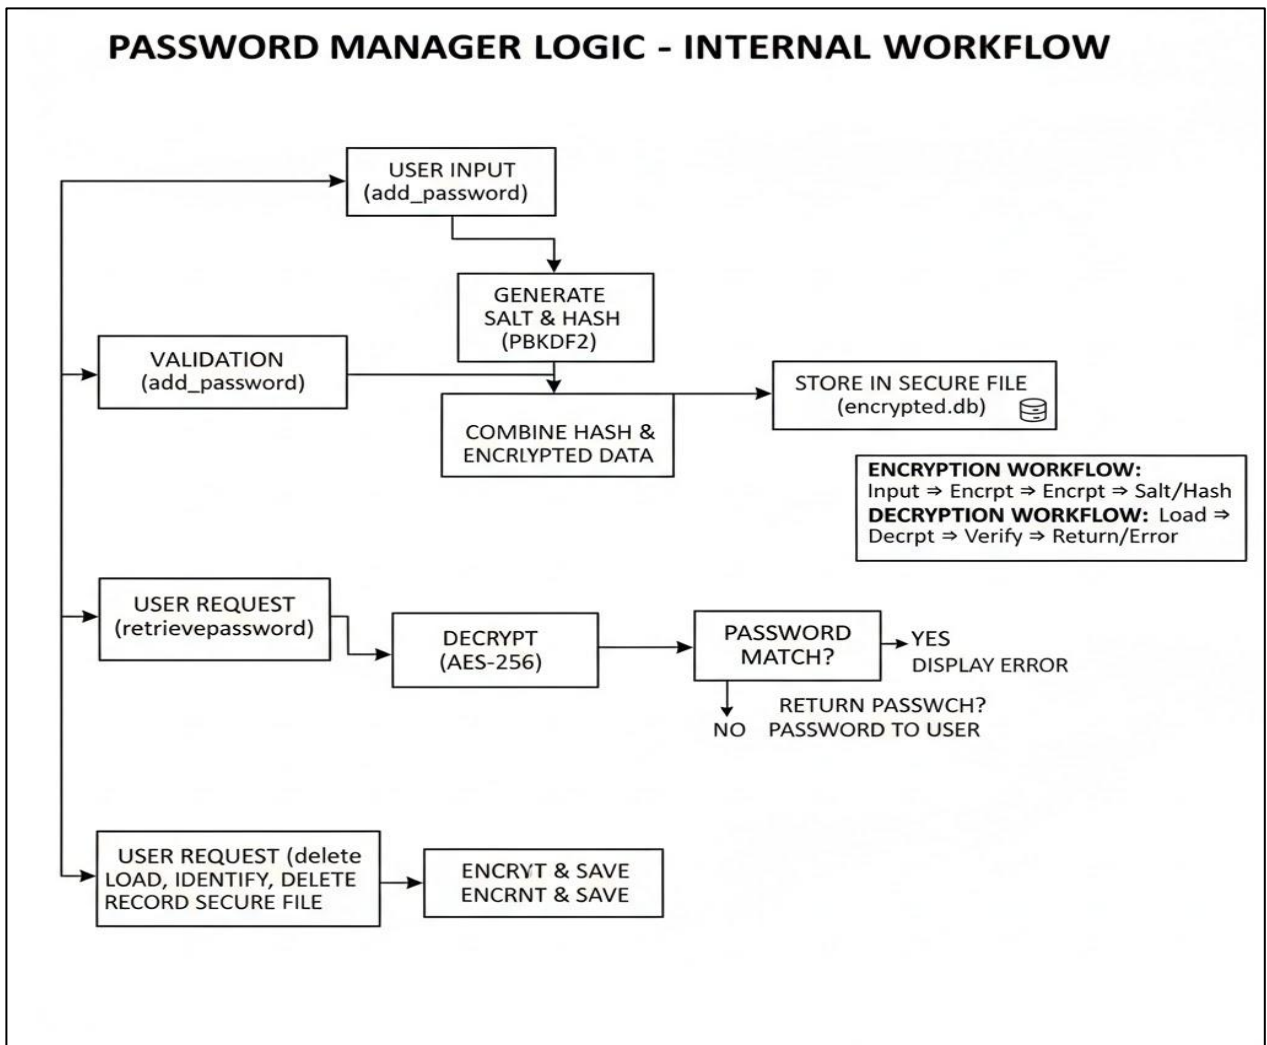 PASSWORD MANAGER LOGIC - INTERNAL WORKFLOW
USER INPUT
(add_password)
GENERATE
SALT & HASH
(PBKDF2)
VALIDATION
(add_password)
COMBINE HASH &
ENCRLYPTED DATA
STORE IN SECURE FILE
(encrypted.db)
ENCRYPTION WORKFLOW:
Input ⇒ Encrpt ⇒ Encrpt ⇒ Salt/Hash
DECRYPTION WORKFLOW: Load ⇒
Decrpt ⇒ Verify ⇒ Return/Error
USER REQUEST
(retrievepassword)
DECRYPT
(AES-256)
PASSWORD
MATCH?
YES
DISPLAY ERROR
RETURN PASSWCH?
NO PASSWORD TO USER
USER REQUEST (delete
LOAD, IDENTIFY, DELETE
RECORD SECURE FILE
ENCRYT & SAVE
ENCRNT & SAVE